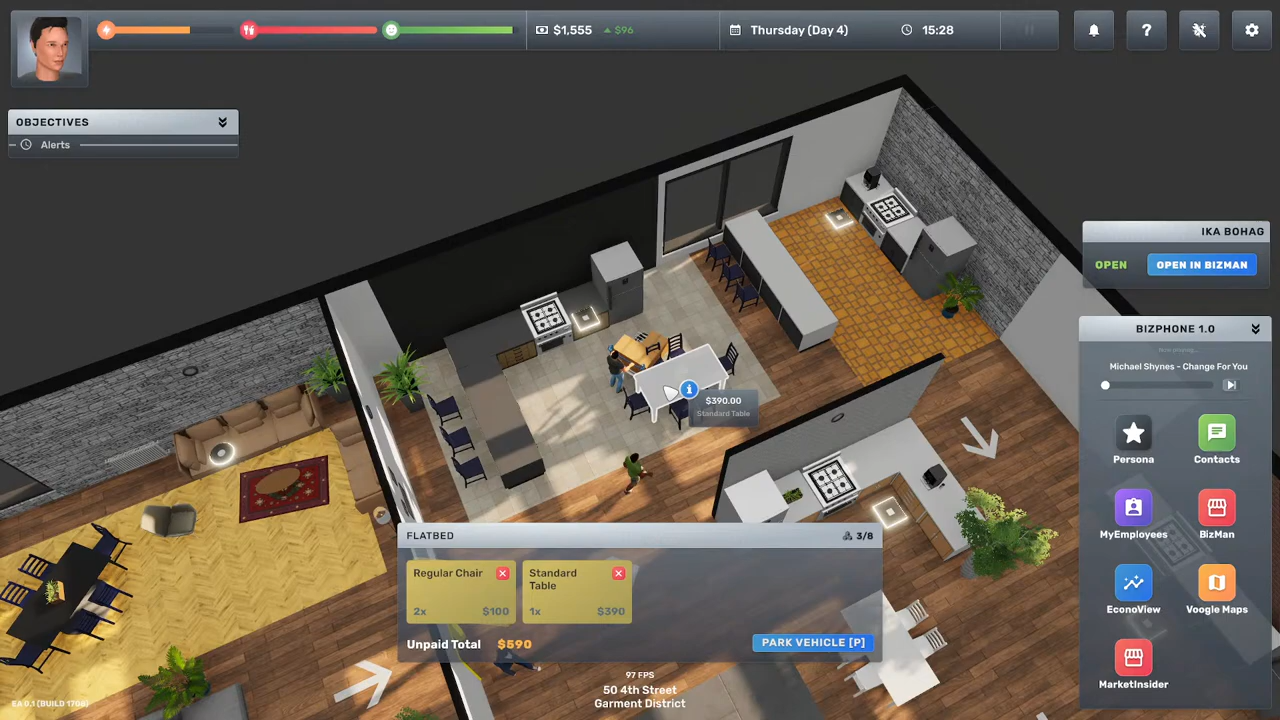 $1,555
$96
Thursday (Day 4)
15:28
?
OBJECTIVES
Alerts
IKA BOHAG
OPEN
OPEN IN BIZMAN
BIZPHONE 1.0
Michael Shynes - Change For You
Persona
Contacts
MyEmployees
BizMan
EconoView
Voogle Maps
MarketInsider
$390.00
Standard Table
FLATBED
3/8
Regular Chair
2x $100
Standard
Table
1x $390
Unpaid Total $590
PARK VEHICLE [P]
97 FPS
50 4th Street
Garment District
EA 0.1 (BUILD 1706)